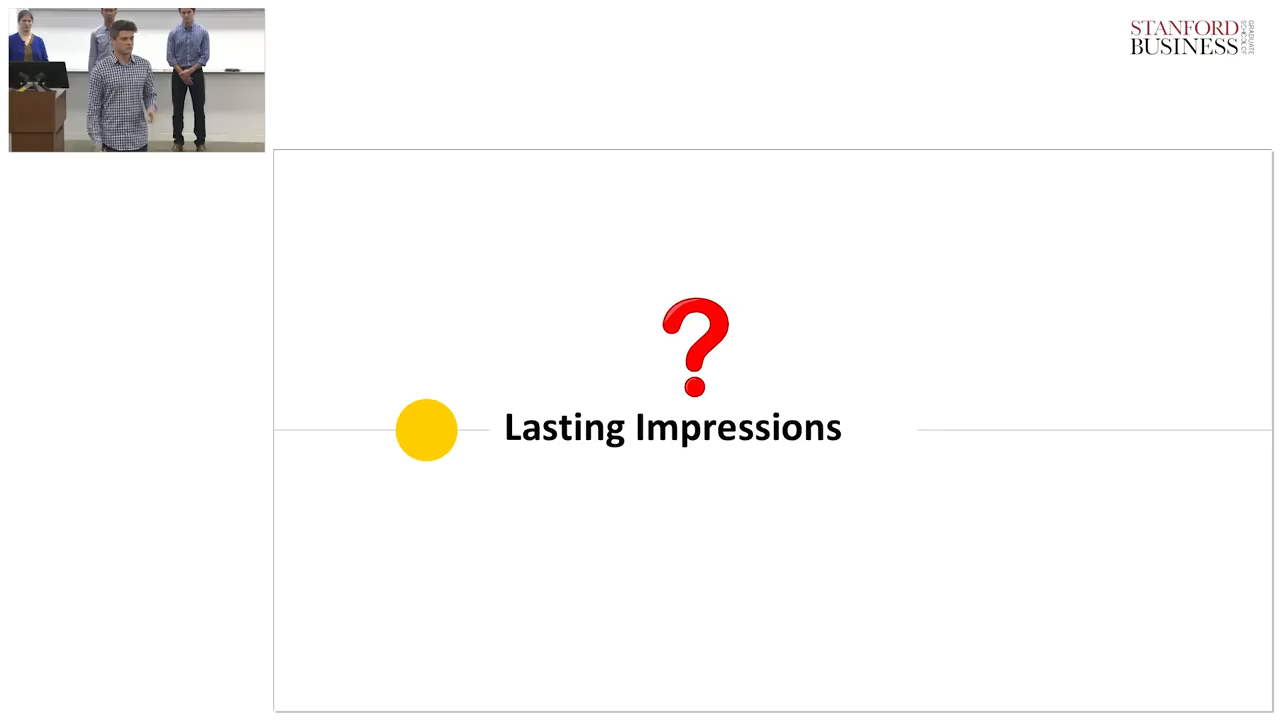 STANFORD
BUSINESS
GRADUATE
SCHOOL OF
?
Lasting Impressions